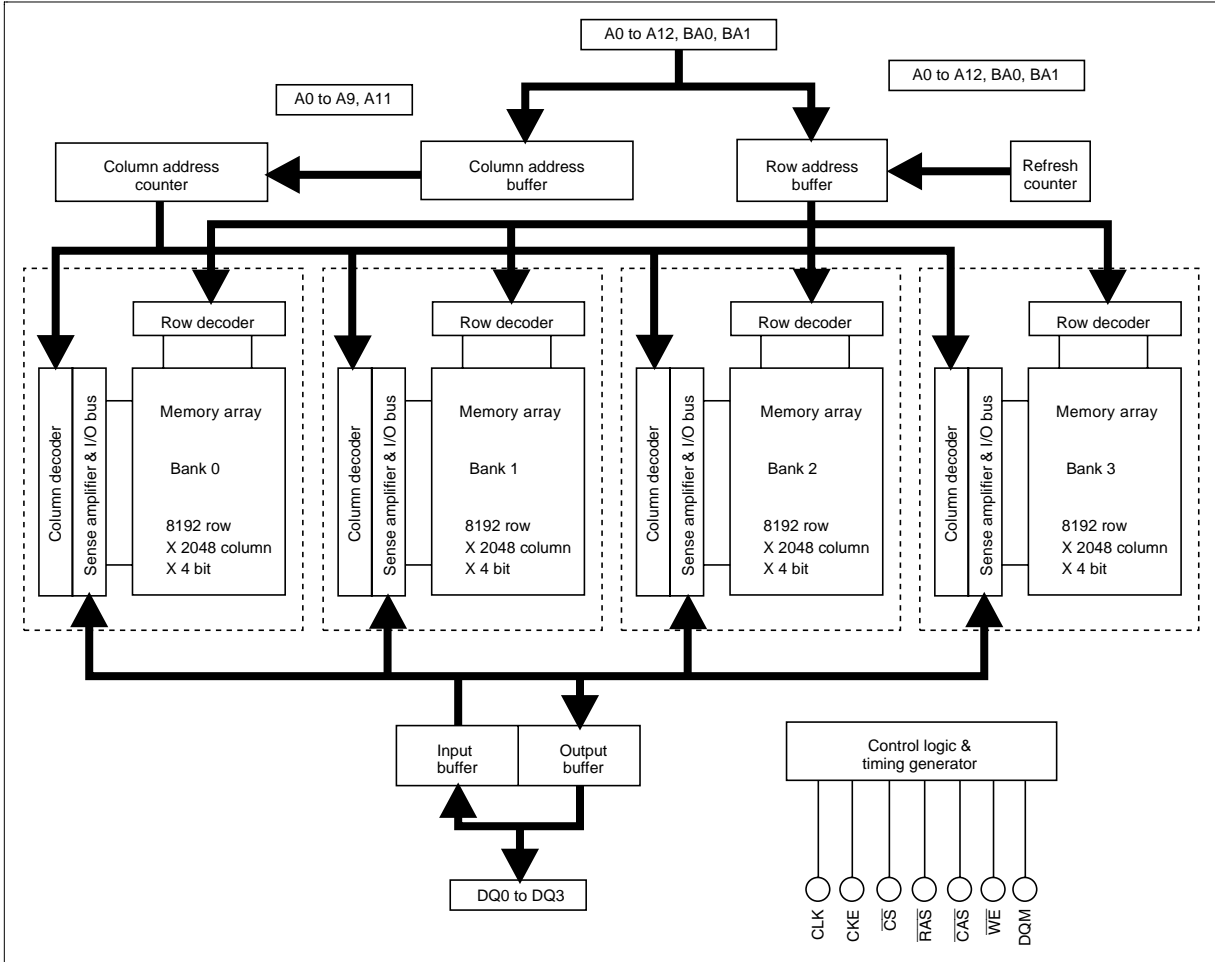 A0 to A12, BA0, BA1
A0 to A12, BA0, BA1
A0 to A9, A11
Column address
counter
Column address
buffer
Row address
buffer
Refresh
counter
Row decoder
Row decoder
Row decoder
Row decoder
Column decoder
Sense amplifier & I/O bus
Memory array
Bank 0
8192 row
X 2048 column
X 4 bit
Column decoder
Sense amplifier & I/O bus
Memory array
Bank 1
8192 row
X 2048 column
X 4 bit
Column decoder
Sense amplifier & I/O bus
Memory array
Bank 2
8192 row
X 2048 column
X 4 bit
Column decoder
Sense amplifier & I/O bus
Memory array
Bank 3
8192 row
X 2048 column
X 4 bit
Input
buffer
Output
buffer
Control logic &
timing generator
DQ0 to DQ3
CLK
CKE
C̅S̅
R̅A̅S̅
C̅A̅S̅
W̅E̅
DQM